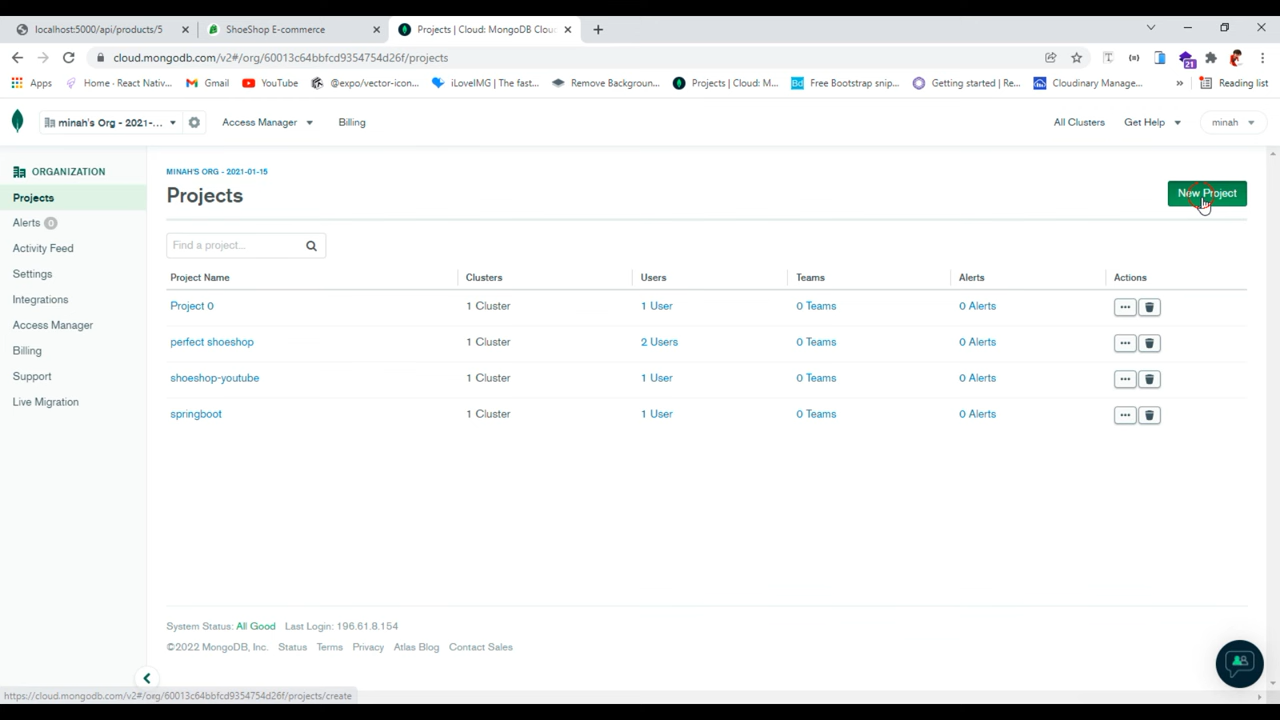 localhost:5000/api/products/5
ShoeShop E-commerce
Projects | Cloud: MongoDB Clou
cloud.mongodb.com/v2#/org/60013c64bbfcd9354754d26f/projects
21
Apps
Home - React Nativ...
Gmail
YouTube
@expo/vector-icon...
iLoveIMG | The fast...
Remove Backgroun...
Projects | Cloud: M...
Bd
Free Bootstrap snip...
Getting started | Re...
Cloudinary Manage...
»
Reading list
minah's Org - 2021-...
Access Manager
Billing
All Clusters
Get Help
minah
ORGANIZATION
Projects
Alerts 0
Activity Feed
Settings
Integrations
Access Manager
Billing
Support
Live Migration
MINAH'S ORG - 2021-01-15
Projects
New Project
Find a project...
Project Name Clusters Users Teams Alerts Actions
Project 0 1 Cluster 1 User 0 Teams 0 Alerts
perfect shoeshop 1 Cluster 2 Users 0 Teams 0 Alerts
shoeshop-youtube 1 Cluster 1 User 0 Teams 0 Alerts
springboot 1 Cluster 1 User 0 Teams 0 Alerts
System Status: All Good Last Login: 196.61.8.154
©2022 MongoDB, Inc. Status Terms Privacy Atlas Blog Contact Sales
https://cloud.mongodb.com/v2#/org/60013c64bbfcd9354754d26f/projects/create